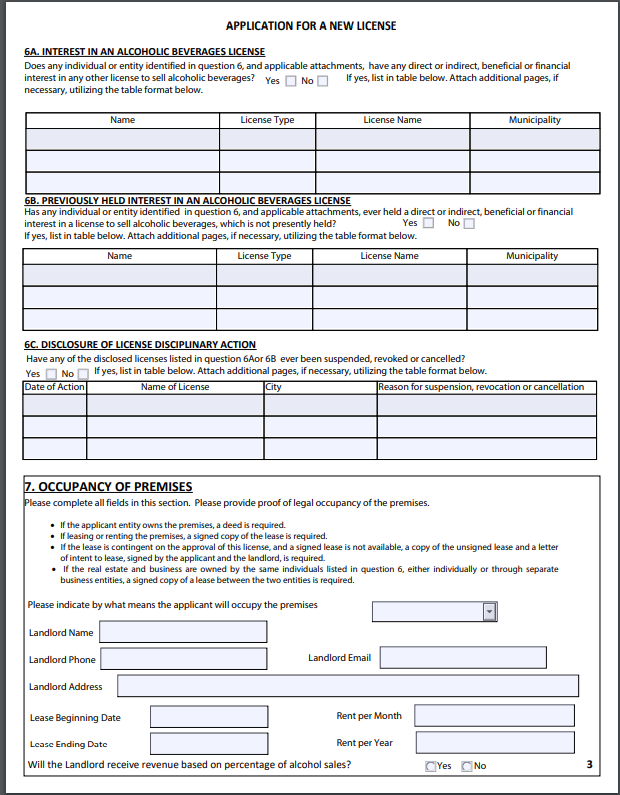 APPLICATION FOR A NEW LICENSE
6A. INTEREST IN AN ALCOHOLIC BEVERAGES LICENSE
Does any individual or entity identified in question 6, and applicable attachments, have any direct or indirect, beneficial or financial
interest in any other license to sell alcoholic beverages? Yes No If yes, list in table below. Attach additional pages, if
necessary, utilizing the table format below.
Name License Type License Name Municipality
6B. PREVIOUSLY HELD INTEREST IN AN ALCOHOLIC BEVERAGES LICENSE
Has any individual or entity identified in question 6, and applicable attachments, ever held a direct or indirect, beneficial or financial
interest in a license to sell alcoholic beverages, which is not presently held? Yes No
If yes, list in table below. Attach additional pages, if necessary, utilizing the table format below.
Name License Type License Name Municipality
6C. DISCLOSURE OF LICENSE DISCIPLINARY ACTION
Have any of the disclosed licenses listed in question 6Aor 6B ever been suspended, revoked or cancelled?
Yes No If yes, list in table below. Attach additional pages, if necessary, utilizing the table format below.
Date of Action Name of License City Reason for suspension, revocation or cancellation
7. OCCUPANCY OF PREMISES
Please complete all fields in this section. Please provide proof of legal occupancy of the premises.
• If the applicant entity owns the premises, a deed is required.
• If leasing or renting the premises, a signed copy of the lease is required.
• If the lease is contingent on the approval of this license, and a signed lease is not available, a copy of the unsigned lease and a letter
of intent to lease, signed by the applicant and the landlord, is required.
• If the real estate and business are owned by the same individuals listed in question 6, either individually or through separate
business entities, a signed copy of a lease between the two entities is required.
Please indicate by what means the applicant will occupy the premises
Landlord Name
Landlord Phone Landlord Email
Landlord Address
Lease Beginning Date Rent per Month
Lease Ending Date Rent per Year
Will the Landlord receive revenue based on percentage of alcohol sales? Yes No 3